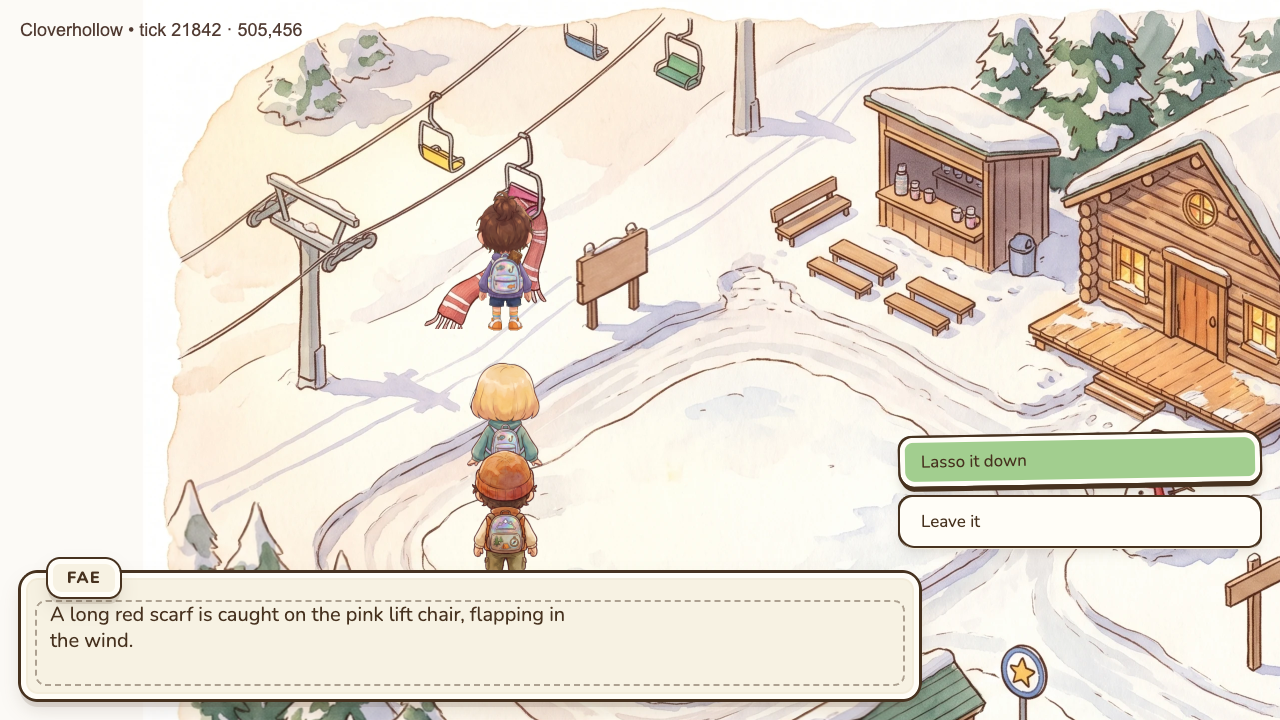 Cloverhollow • tick 21842 · 505,456
Lasso it down
Leave it
FAE
A long red scarf is caught on the pink lift chair, flapping in
the wind.